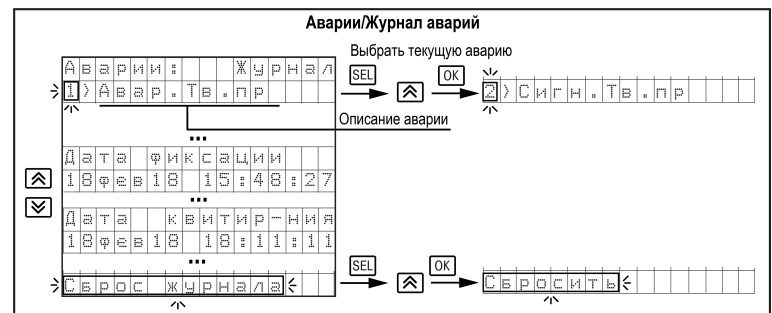 Аварии/Журнал аварий
Выбрать текущую аварию
Аварии: Журнал
SEL
OK
1>Авар.Тв.пр
2>Сигн.Тв.пр
Описание аварии
...
Дата фиксации
18фев18 15:48:27
...
Дата квитир-ния
18фев18 18:11:11
...
SEL
OK
Сброс журнала
Сбросить